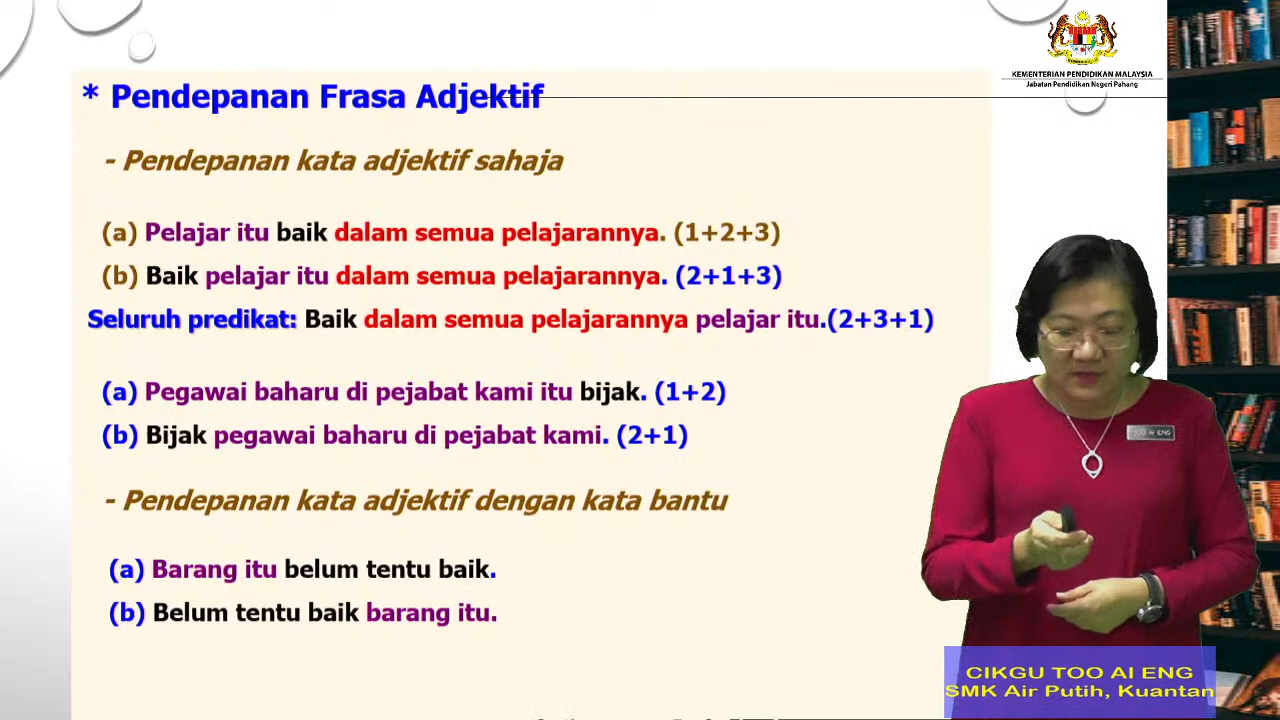 KEMENTERIAN PENDIDIKAN MALAYSIA
Jabatan Pendidikan Negeri Pahang
* Pendepanan Frasa Adjektif
- Pendepanan kata adjektif sahaja
(a) Pelajar itu baik dalam semua pelajarannya. (1+2+3)
(b) Baik pelajar itu dalam semua pelajarannya. (2+1+3)
Seluruh predikat: Baik dalam semua pelajarannya pelajar itu.(2+3+1)
(a) Pegawai baharu di pejabat kami itu bijak. (1+2)
(b) Bijak pegawai baharu di pejabat kami. (2+1)
- Pendepanan kata adjektif dengan kata bantu
(a) Barang itu belum tentu baik.
(b) Belum tentu baik barang itu.
TOO AI ENG
CIKGU TOO AI ENG
SMK Air Putih, Kuantan